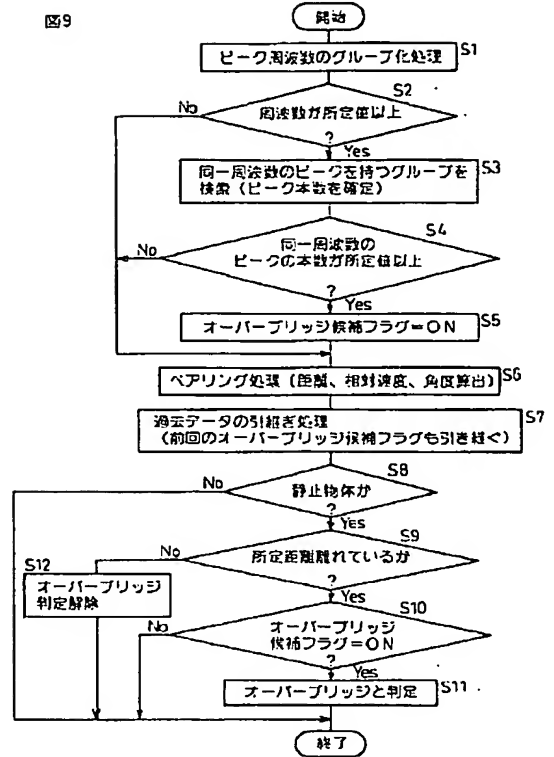 図9
開始
ピーク周波数のグループ化処理
S1
S2
No
周波数が所定値以上
?
Yes
同一周波数のピークを持つグループを
検索（ピーク本数を確定）
S3
S4
No
同一周波数の
ピークの本数が所定値以上
?
Yes
オーバーブリッジ候補フラグ=ON
S5
ペアリング処理（距離、相対速度、角度算出）
S6
過去データの引継ぎ処理
（前回のオーバーブリッジ候補フラグも引き継ぐ）
S7
S8
No
静止物体か
?
Yes
S9
No
所定距離離れているか
?
Yes
S12
オーバーブリッジ
判定解除
S10
No
オーバーブリッジ
候補フラグ=ON
?
Yes
オーバーブリッジと判定
S11
終了